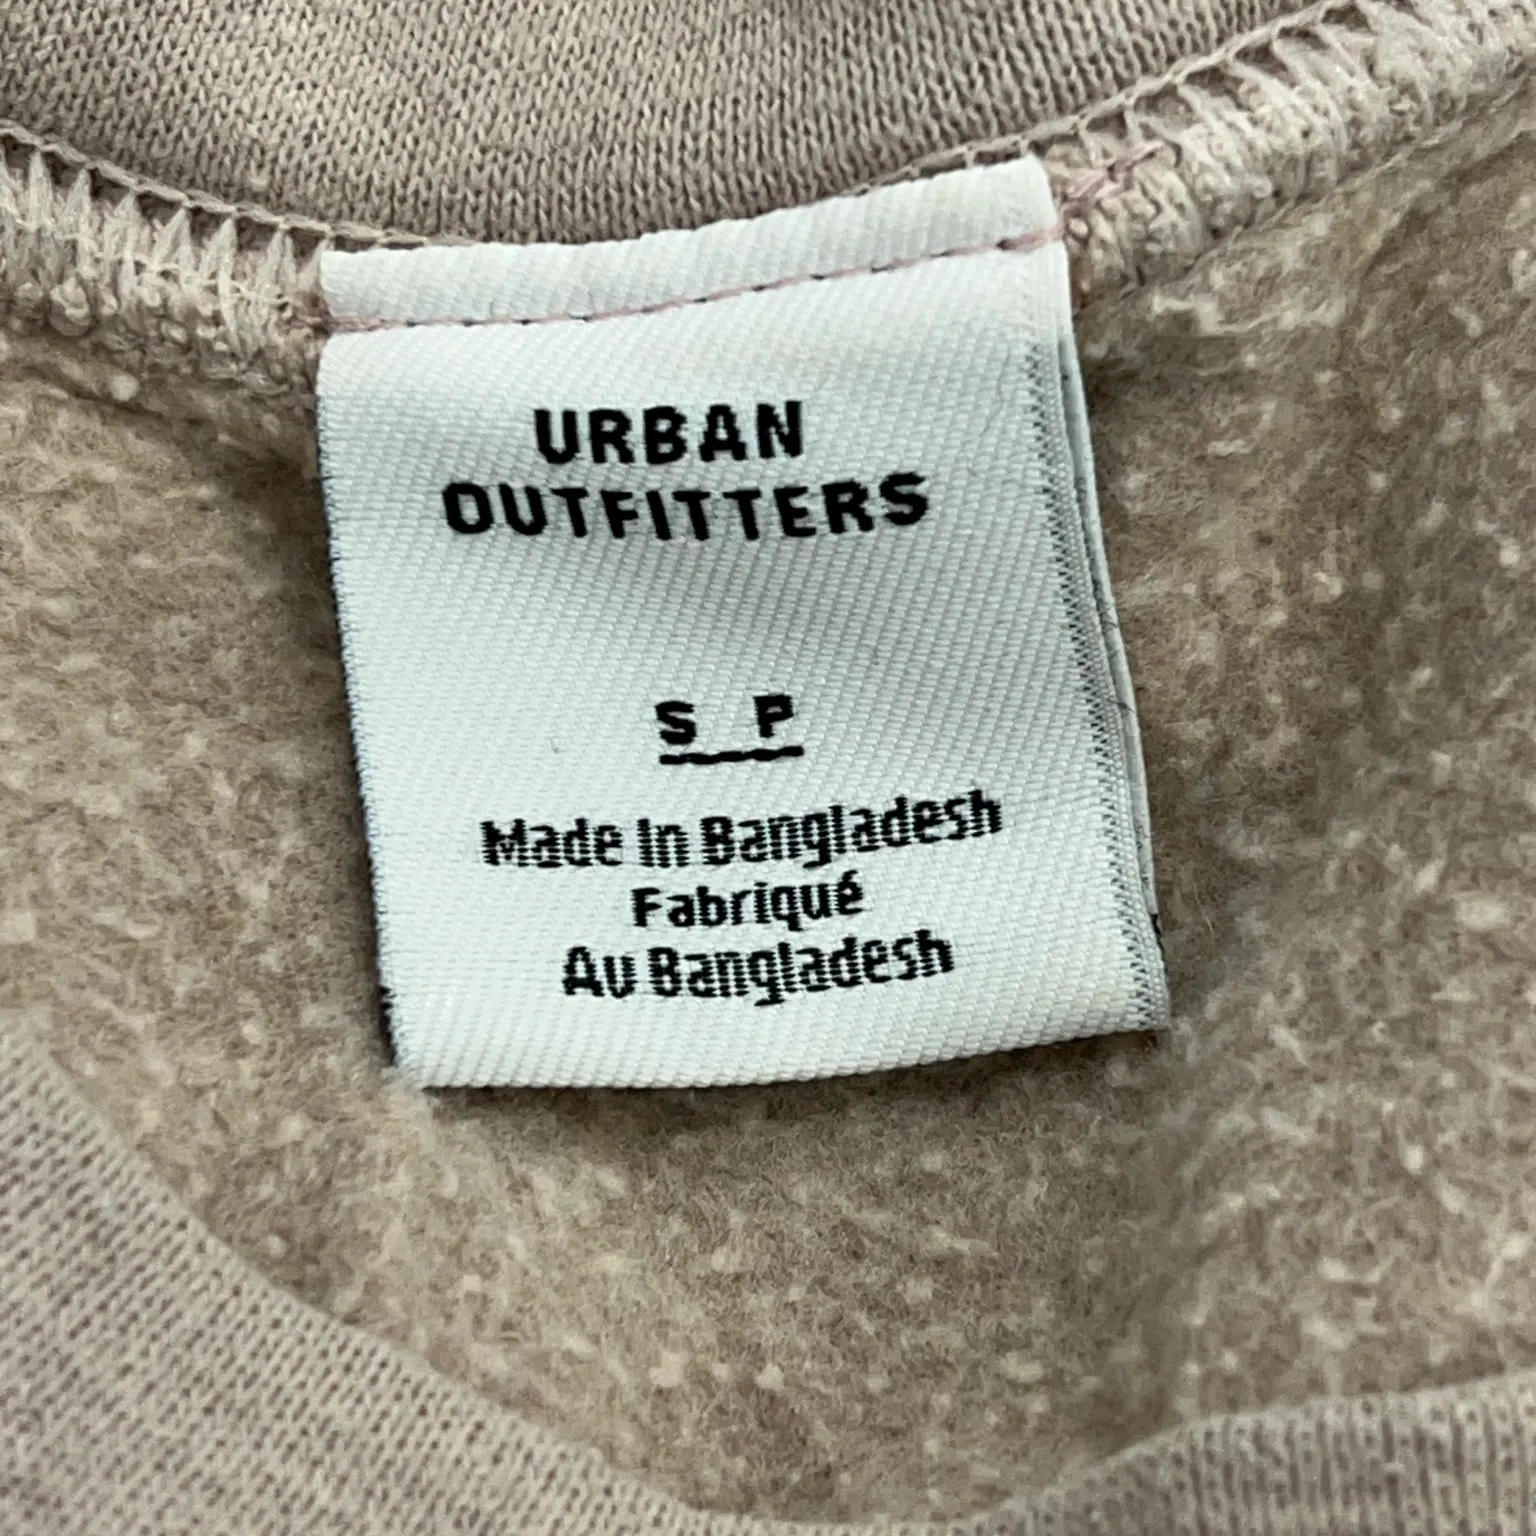 URBAN
OUTFITTERS
S P
Made In Bangladesh
Fabriqué
Au Bangladesh